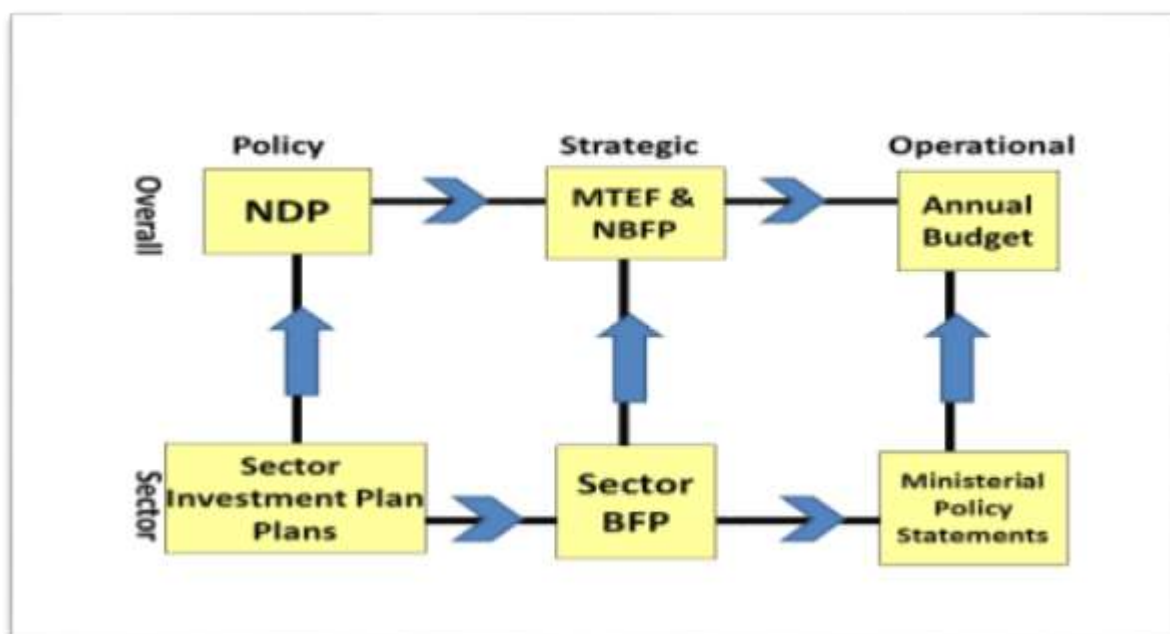 Policy
Strategic
Operational
Overall
NDP
MTEF &
NBFP
Annual
Budget
Sector
Sector
Investment Plan
Plans
Sector
BFP
Ministerial
Policy
Statements